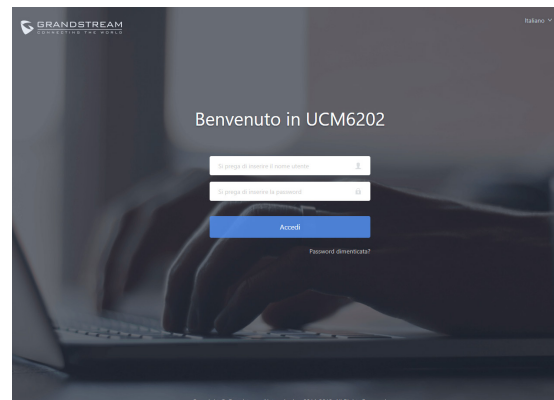 GRANDSTREAM
CONNECTING THE WORLD
Italiano
Benvenuto in UCM6202
Si prega di inserire il nome utente
Si prega di inserire la password
Accedi
Password dimenticata?